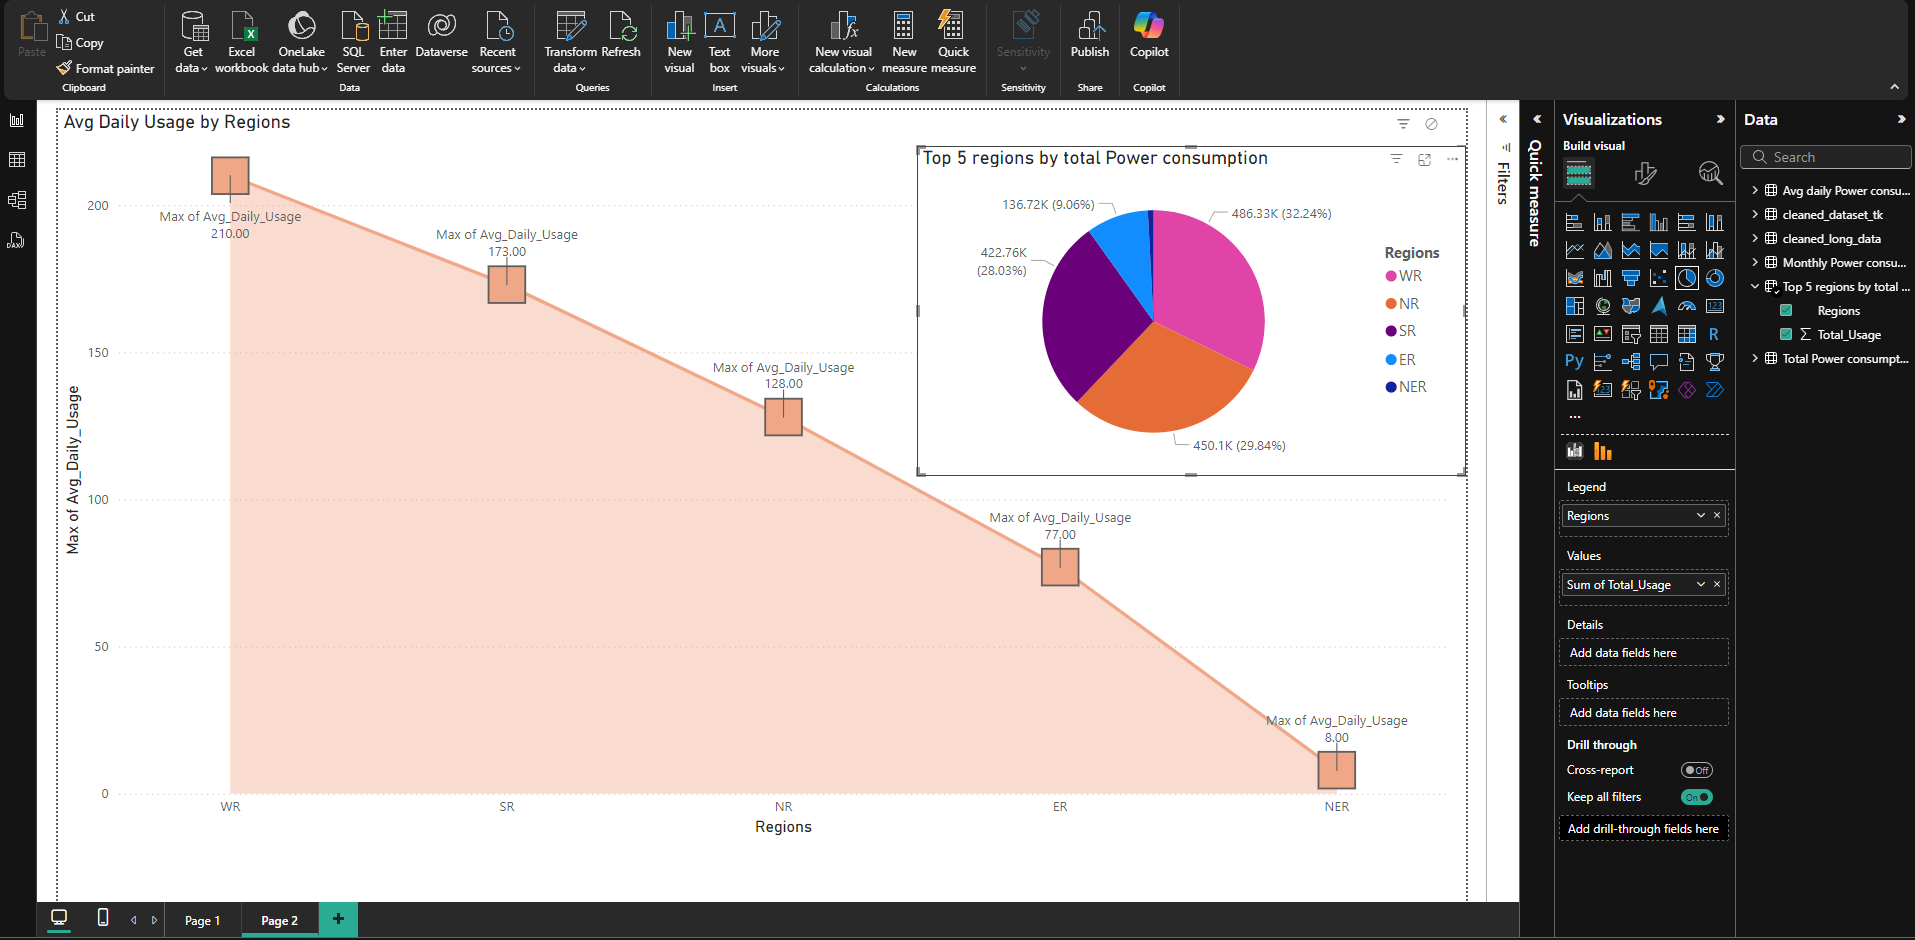 Paste
Cut
Copy
Format painter
Clipboard
Get data
Excel workbook
OneLake data hub
SQL Server
Enter data
Dataverse
Recent sources
Data
Transform data
Refresh
Queries
New visual
Text box
More visuals
Insert
New visual calculation
New measure
Quick measure
Calculations
Sensitivity
Sensitivity
Publish
Share
Copilot
Copilot
Avg Daily Usage by Regions
Max of Avg_Daily_Usage
200
150
100
50
0
Max of Avg_Daily_Usage
210.00
Max of Avg_Daily_Usage
173.00
Max of Avg_Daily_Usage
128.00
Max of Avg_Daily_Usage
77.00
Max of Avg_Daily_Usage
8.00
WR
SR
NR
ER
NER
Regions
Top 5 regions by total Power consumption
136.72K (9.06%)
486.33K (32.24%)
422.76K
(28.03%)
450.1K (29.84%)
Regions
WR
NR
SR
ER
NER
Filters
Quick measure
Visualizations
Build visual
123
R
Py
123
...
Legend
Regions
Values
Sum of Total_Usage
Details
Add data fields here
Tooltips
Add data fields here
Drill through
Cross-report
Off
Keep all filters
On
Add drill-through fields here
Data
Search
Avg daily Power consu...
cleaned_dataset_tk
cleaned_long_data
Monthly Power consu...
Top 5 regions by total ...
Regions
Σ Total_Usage
Total Power consumpt...
DAX
Page 1
Page 2
+